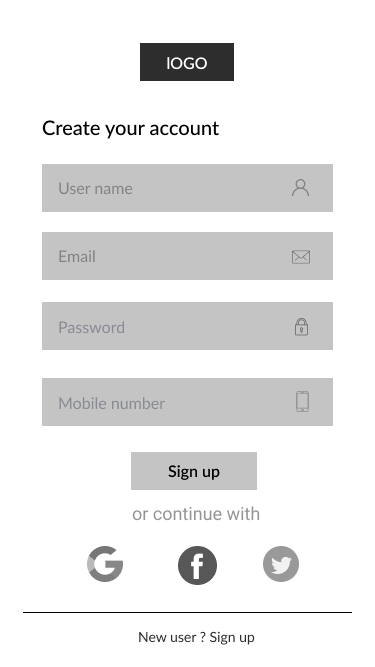 lOGO
Create your account
User name
Email
Password
Mobile number
Sign up
or continue with
New user ? Sign up